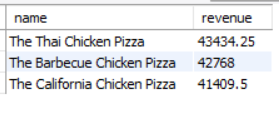 name revenue
The Thai Chicken Pizza 43434.25
The Barbecue Chicken Pizza 42768
The California Chicken Pizza 41409.5